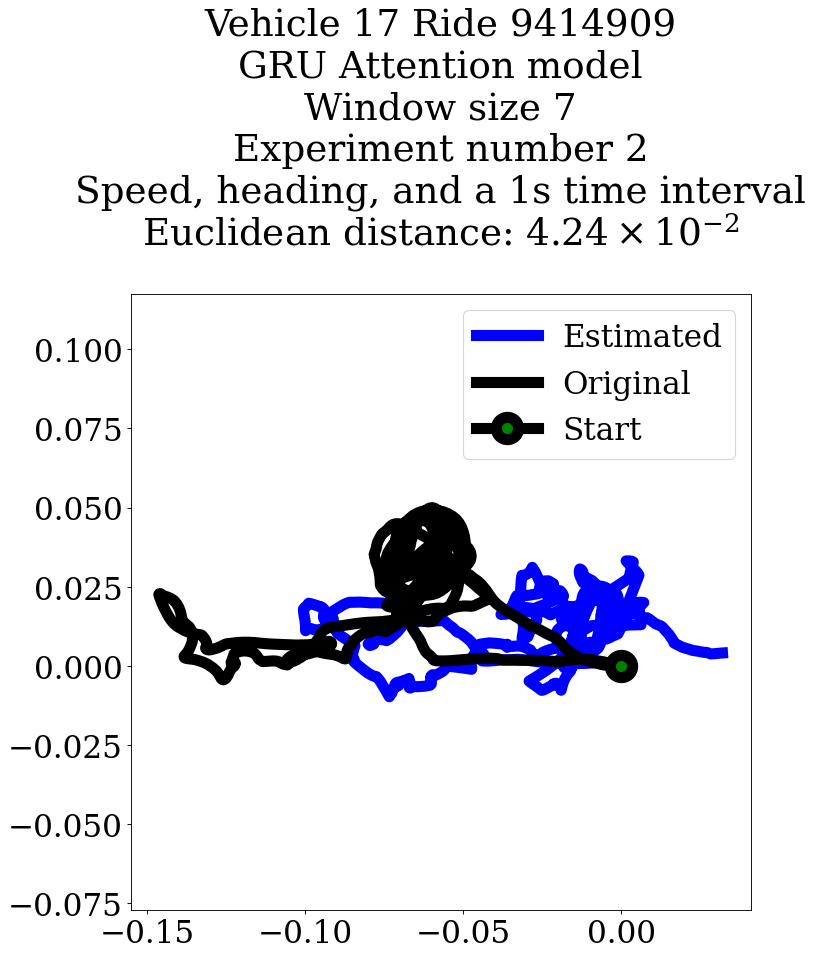 Vehicle 17 Ride 9414909
GRU Attention model
Window size 7
Experiment number 2
Speed, heading, and a 1s time interval
Euclidean distance: 4.24 × 10⁻²
Estimated
Original
Start
0.100
0.075
0.050
0.025
0.000
−0.025
−0.050
−0.075
−0.15 −0.10 −0.05 0.00